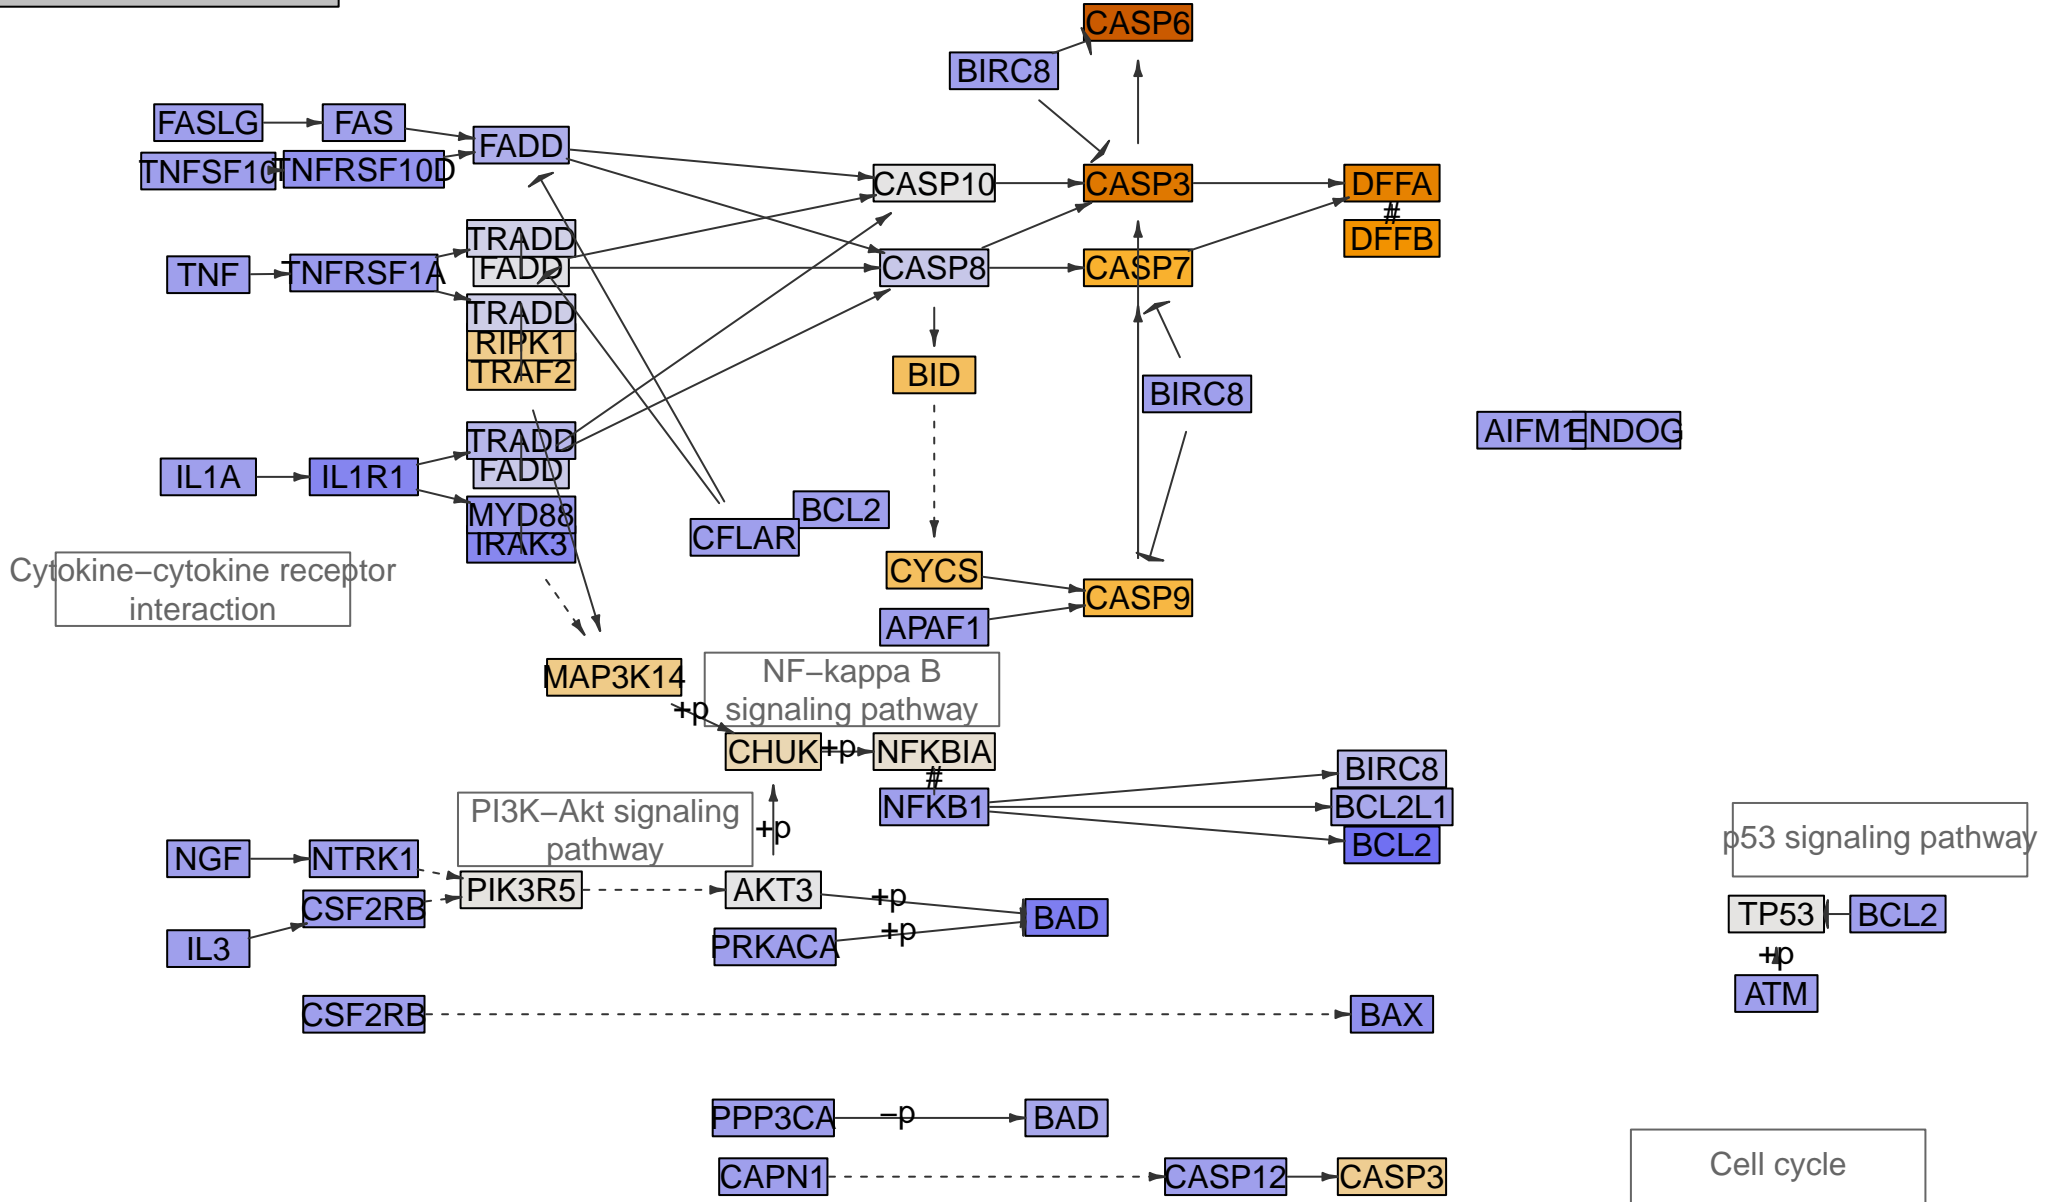 CASP6
BIRC8
FASLG
FAS
FADD
TNFSF10
TNFRSF10D
CASP10
CASP3
DFFA
#
DFFB
TRADD
FADD
TNF
TNFRSF1A
CASP8
CASP7
TRADD
RIPK1
TRAF2
BID
BIRC8
TRADD
FADD
IL1A
IL1R1
AIFM1
ENDOG
MYD88
IRAK3
BCL2
CFLAR
Cytokine–cytokine receptor
interaction
CYCS
CASP9
APAF1
MAP3K14
NF–kappa B
signaling pathway
+p
CHUK
+p
NFKBIA
#
NFKB1
BIRC8
BCL2L1
BCL2
PI3K–Akt signaling
pathway
+p
p53 signaling pathway
NGF
NTRK1
PIK3R5
AKT3
+p
BAD
CSF2RB
IL3
PRKACA
+p
TP53
BCL2
+p
ATM
CSF2RB
BAX
PPP3CA
–p
BAD
CAPN1
CASP12
CASP3
Cell cycle